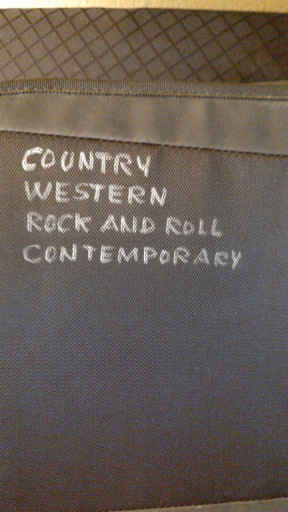 COUNTRY
WESTERN
ROCK AND ROLL
CONTEMPORARY